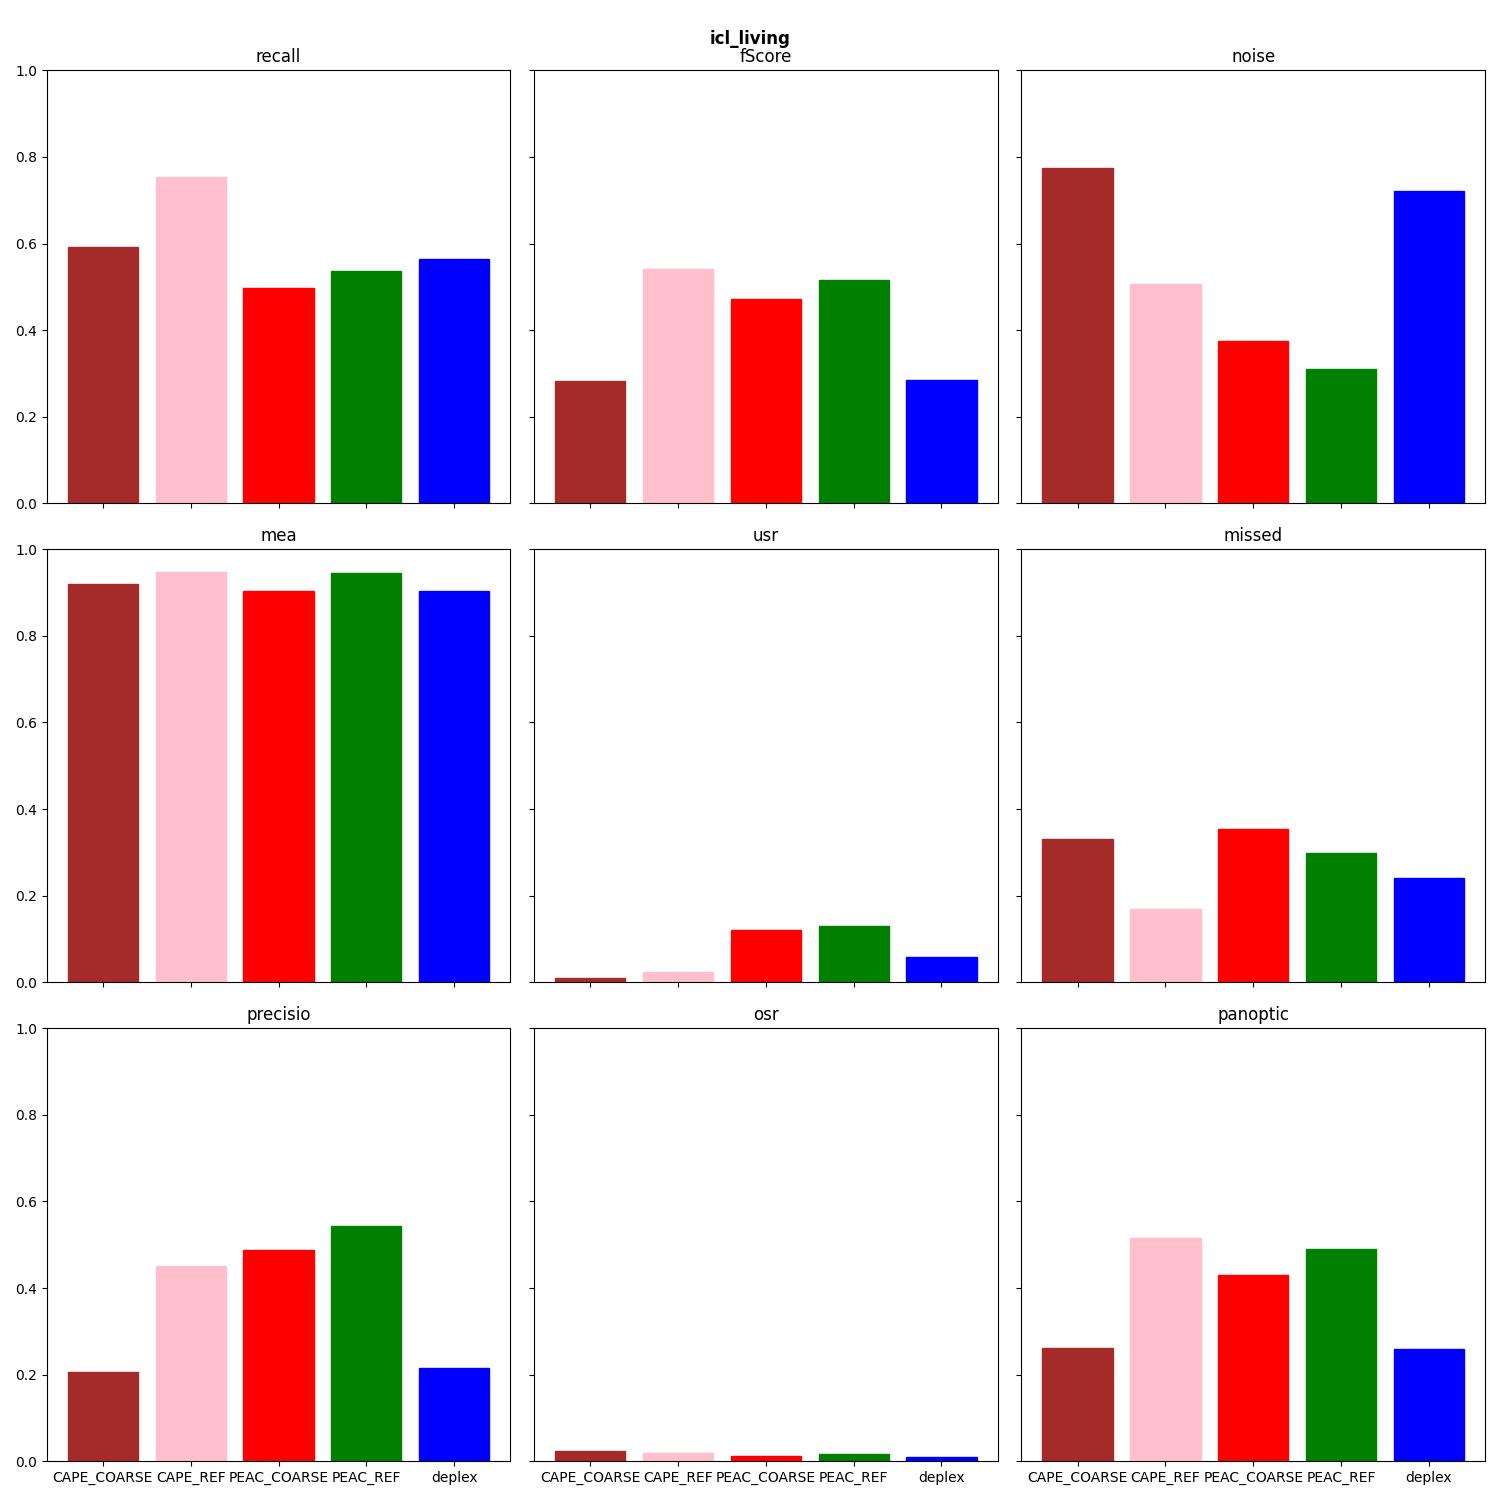 icl_living
recall
fScore
noise
1.0
0.8
0.6
0.4
0.2
0.0
mea
usr
missed
1.0
0.8
0.6
0.4
0.2
0.0
precisio
osr
panoptic
1.0
0.8
0.6
0.4
0.2
0.0
CAPE_COARSE CAPE_REF PEAC_COARSE PEAC_REF deplex
CAPE_COARSE CAPE_REF PEAC_COARSE PEAC_REF deplex
CAPE_COARSE CAPE_REF PEAC_COARSE PEAC_REF deplex